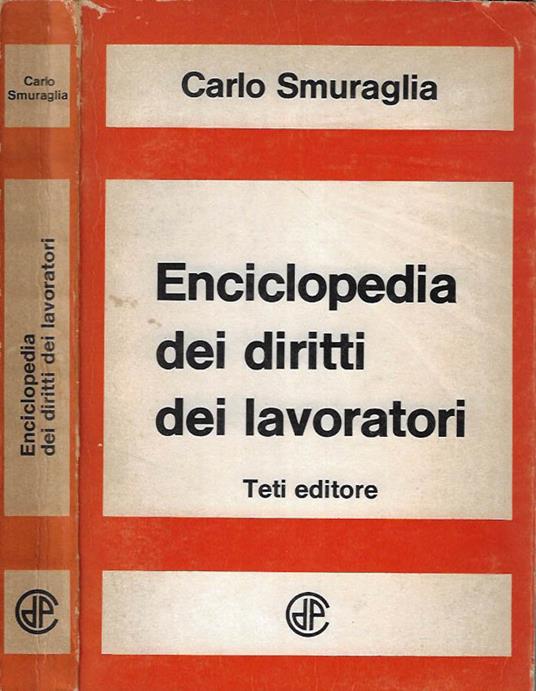 Carlo
Smuraglia
Enciclopedia
dei diritti dei lavoratori
Carlo Smuraglia
Enciclopedia
dei diritti
dei lavoratori
Teti editore